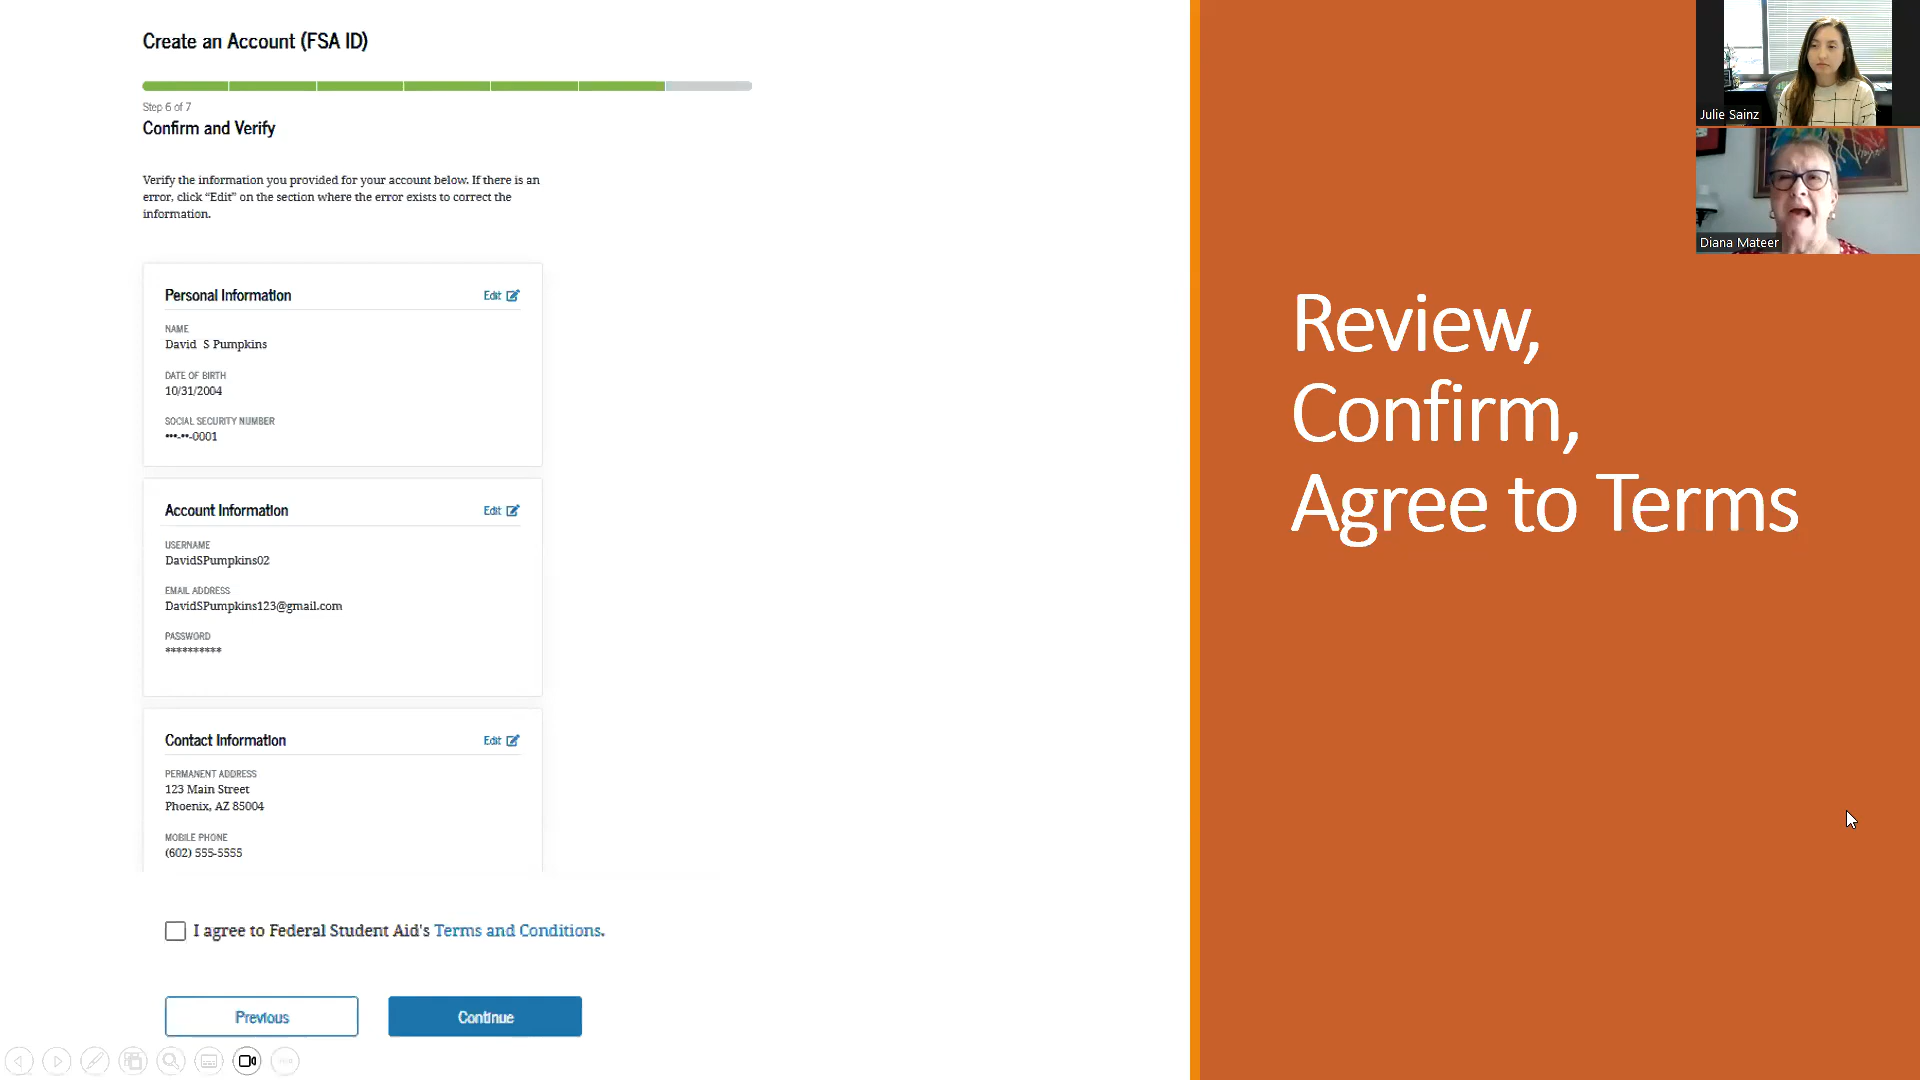 Create an Account (FSA ID)
Step 6 of 7
Confirm and Verify
Verify the information you provided for your account below. If there is an
error, click “Edit” on the section where the error exists to correct the
information.
Personal Information
Edit
NAME
David S Pumpkins
DATE OF BIRTH
10/31/2004
SOCIAL SECURITY NUMBER
•••-••-0001
Account Information
Edit
USERNAME
DavidSPumpkins02
EMAIL ADDRESS
DavidSPumpkins123@gmail.com
PASSWORD
**********
Contact Information
Edit
PERMANENT ADDRESS
123 Main Street
Phoenix, AZ 85004
MOBILE PHONE
(602) 555-5555
I agree to Federal Student Aid's Terms and Conditions.
Previous
Continue
Review,
Confirm,
Agree to Terms
Julie Sainz
Diana Mateer